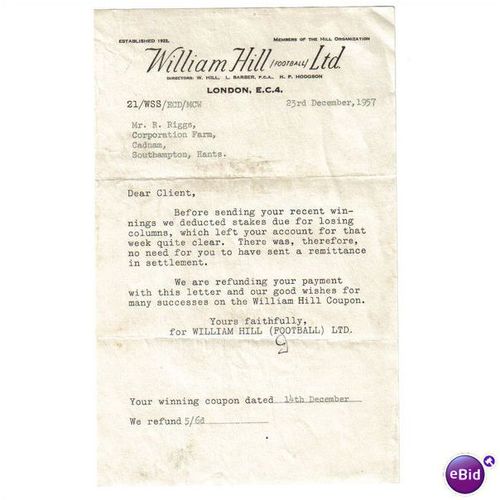 ESTABLISHED 1922.
MEMBERS OF THE HILL ORGANIZATION
William Hill (FOOTBALL) Ltd.
DIRECTORS: W. HILL, L. BARBER, F.C.A., H. P. HODGSON
LONDON, E.C.4.
21/WSS/ECD/MCW
23rd December, 1957
Mr. R. Riggs,
Corporation Farm,
Cadnam,
Southampton, Hants.
Dear Client,
Before sending your recent win-
nings we deducted stakes due for losing
columns, which left your account for that
week quite clear. There was, therefore,
no need for you to have sent a remittance
in settlement.
We are refunding your payment
with this letter and our good wishes for
many successes on the William Hill Coupon.
Yours faithfully,
for WILLIAM HILL (FOOTBALL) LTD.
Your winning coupon dated 14th December
We refund 5/6d
eBid